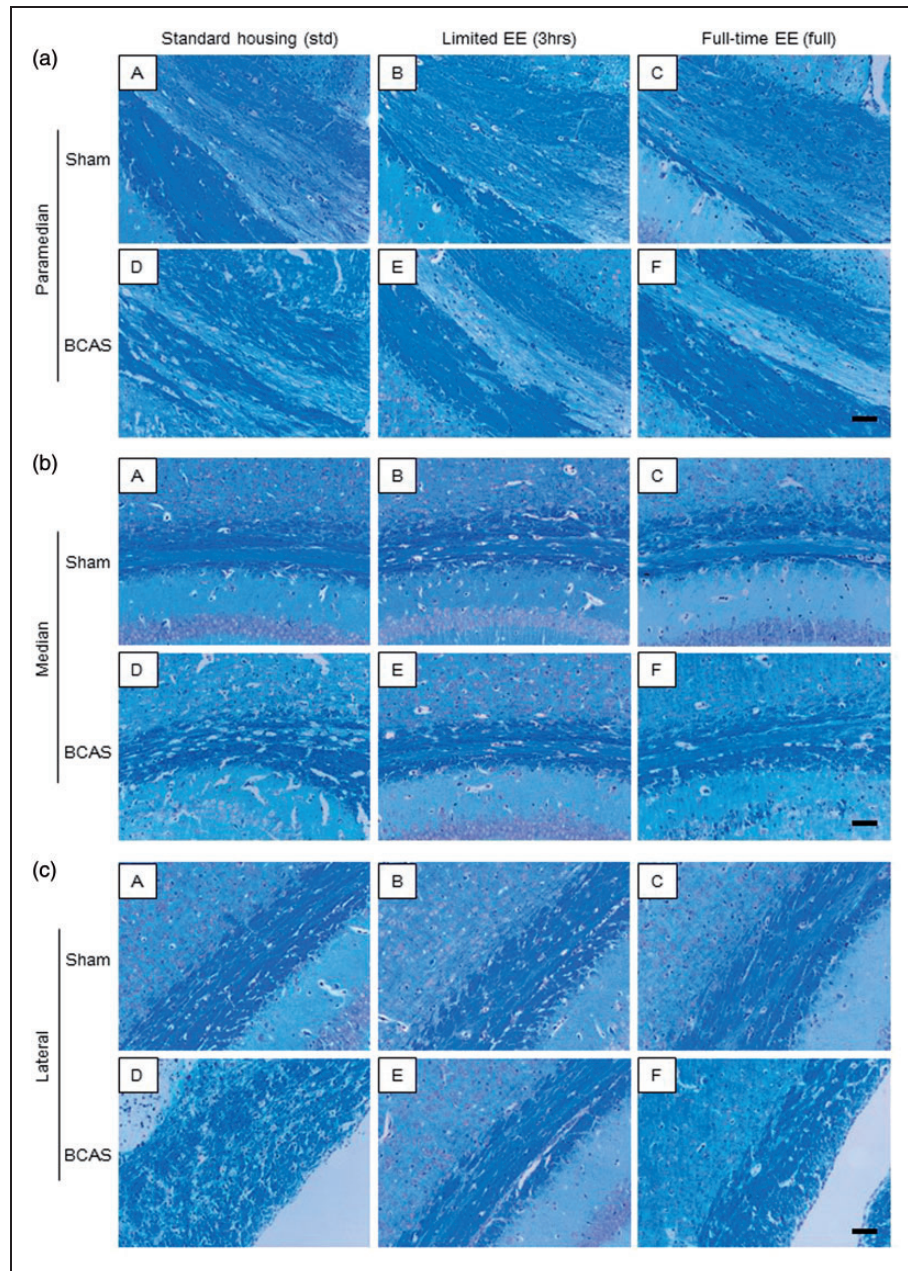 Standard housing (std) Limited EE (3hrs) Full-time EE (full)
(a)
A B C
Sham
Paramedian
D E F
BCAS
(b)
A B C
Sham
Median
D E F
BCAS
(c)
A B C
Sham
Lateral
D E F
BCAS